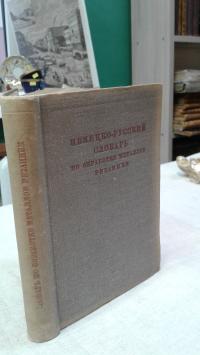 НЕМЕЦКО-РУССКИЙ
СЛОВАРЬ
ПО ОБРАБОТКЕ МЕТАЛЛОВ
РЕЗАНИЕМ
СЛОВАРЬ ПО ОБРАБОТКЕ МЕТАЛЛОВ РЕЗАНИЕМ